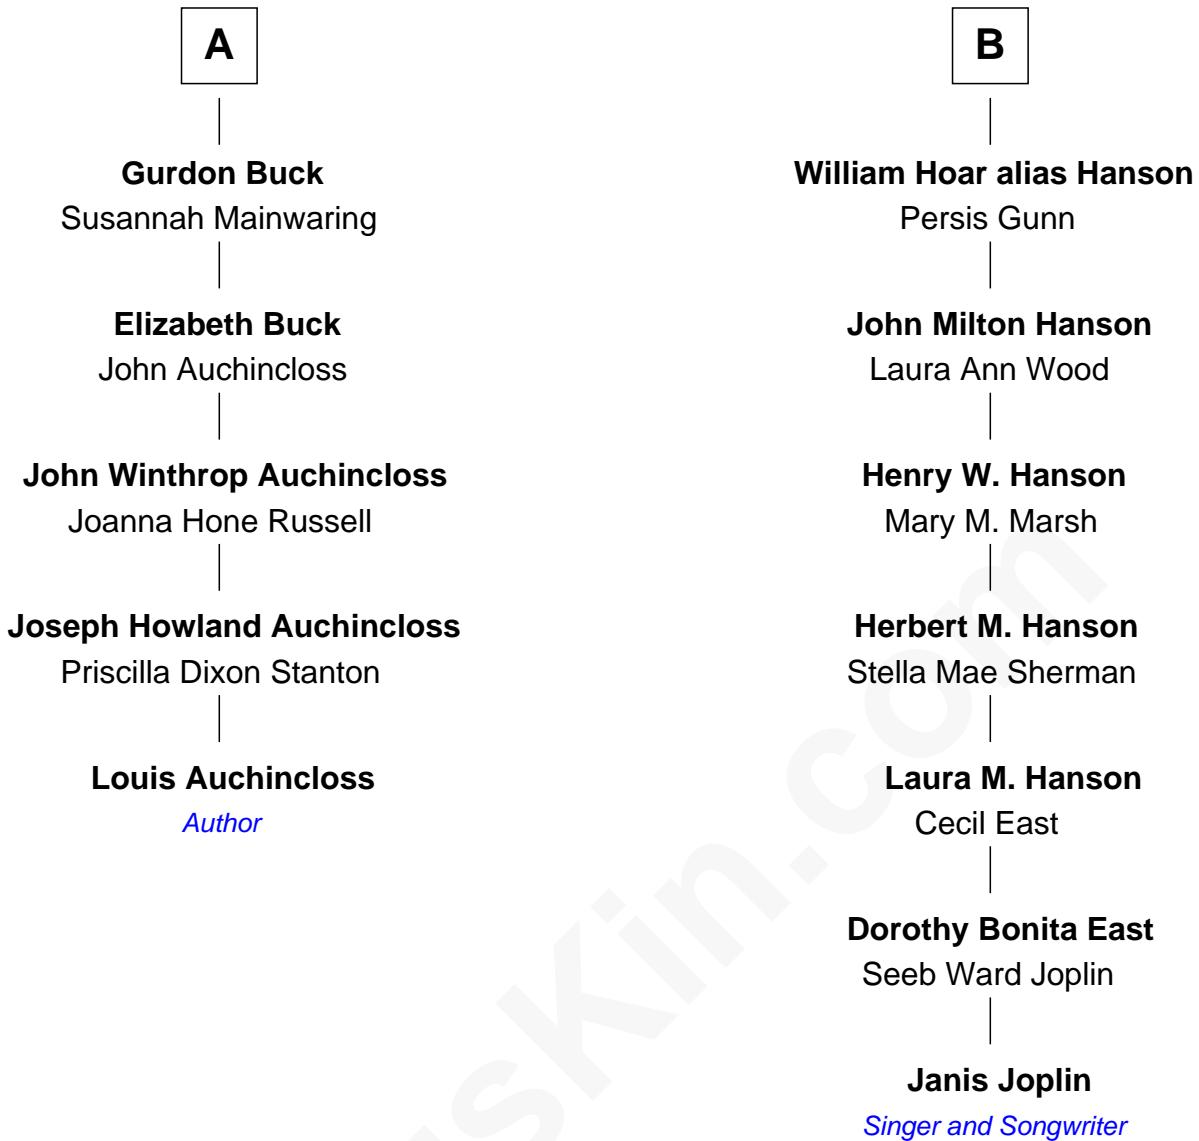 A
Gurdon Buck
Susannah Mainwaring
Elizabeth Buck
John Auchincloss
John Winthrop Auchincloss
Joanna Hone Russell
Joseph Howland Auchincloss
Priscilla Dixon Stanton
Louis Auchincloss
Author
B
William Hoar alias Hanson
Persis Gunn
John Milton Hanson
Laura Ann Wood
Henry W. Hanson
Mary M. Marsh
Herbert M. Hanson
Stella Mae Sherman
Laura M. Hanson
Cecil East
Dorothy Bonita East
Seeb Ward Joplin
Janis Joplin
Singer and Songwriter
sKin.com